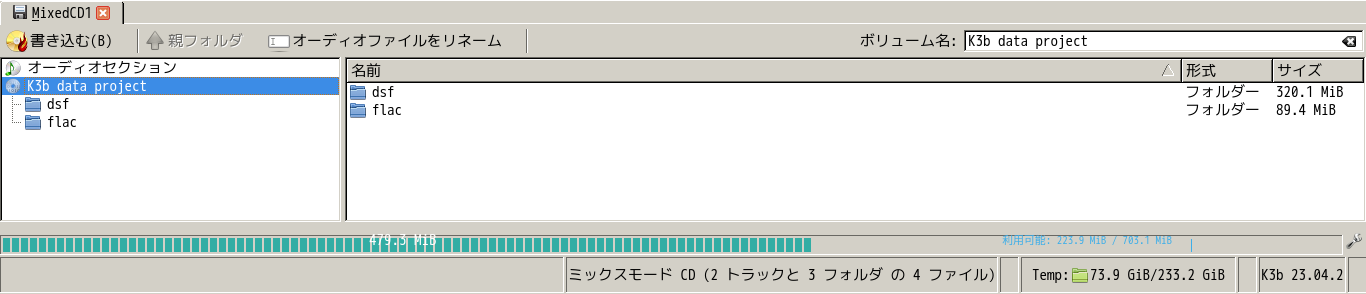 MixedCD1
書き込む(B) 親フォルダ オーディオファイルをリネーム ボリューム名: K3b data project
オーディオセクション
K3b data project
dsf
flac
名前 形式 サイズ
dsf フォルダー 320.1 MiB
flac フォルダー 89.4 MiB
479.3 MiB 利用可能: 223.9 MiB / 703.1 MiB
ミックスモード CD (2 トラックと 3 フォルダ の 4 ファイル) Temp: 73.9 GiB/233.2 GiB K3b 23.04.2